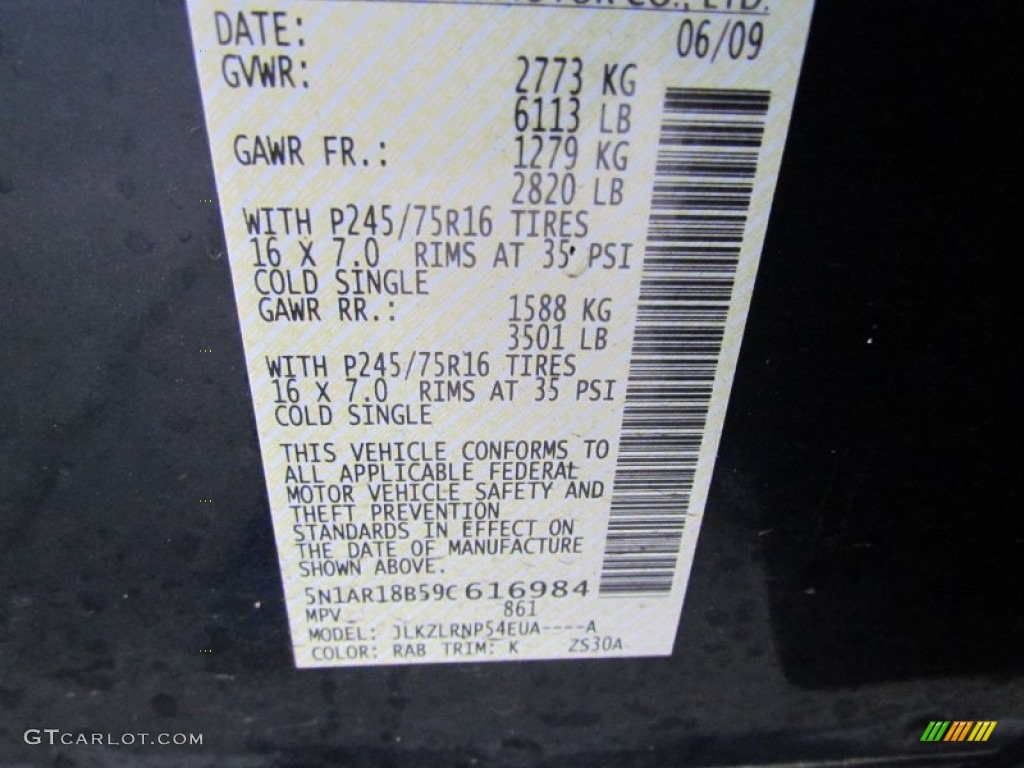 MOTOR CO., LTD.
DATE: 06/09
GVWR: 2773 KG
6113 LB
GAWR FR.: 1279 KG
2820 LB
WITH P245/75R16 TIRES
16 X 7.0 RIMS AT 35 PSI
COLD SINGLE
GAWR RR.: 1588 KG
3501 LB
WITH P245/75R16 TIRES
16 X 7.0 RIMS AT 35 PSI
COLD SINGLE
THIS VEHICLE CONFORMS TO
ALL APPLICABLE FEDERAL
MOTOR VEHICLE SAFETY AND
THEFT PREVENTION
STANDARDS IN EFFECT ON
THE DATE OF MANUFACTURE
SHOWN ABOVE.
5N1AR18B59C616984
MPV 861
MODEL: JLKZLRNP54EUA----A
COLOR: RAB TRIM: K ZS30A
GTCARLOT.COM